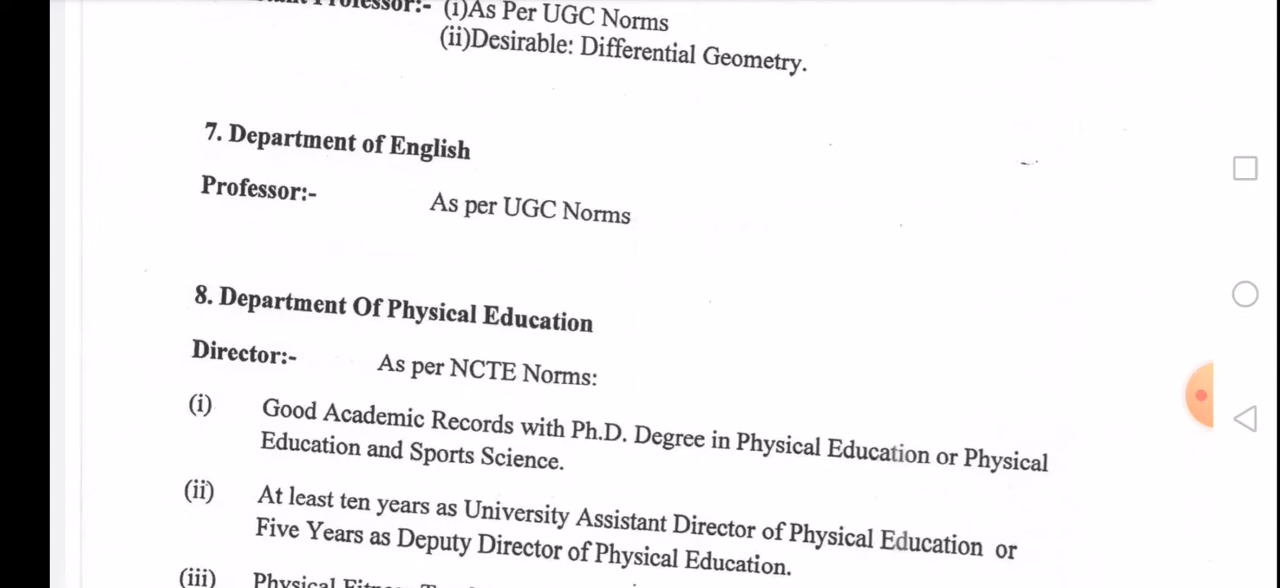 Professor:- (i)As Per UGC Norms
(ii)Desirable: Differential Geometry.
7. Department of English
Professor:- As per UGC Norms
8. Department Of Physical Education
Director:- As per NCTE Norms:
(i) Good Academic Records with Ph.D. Degree in Physical Education or Physical
Education and Sports Science.
(ii) At least ten years as University Assistant Director of Physical Education or
Five Years as Deputy Director of Physical Education.
(iii) Physical